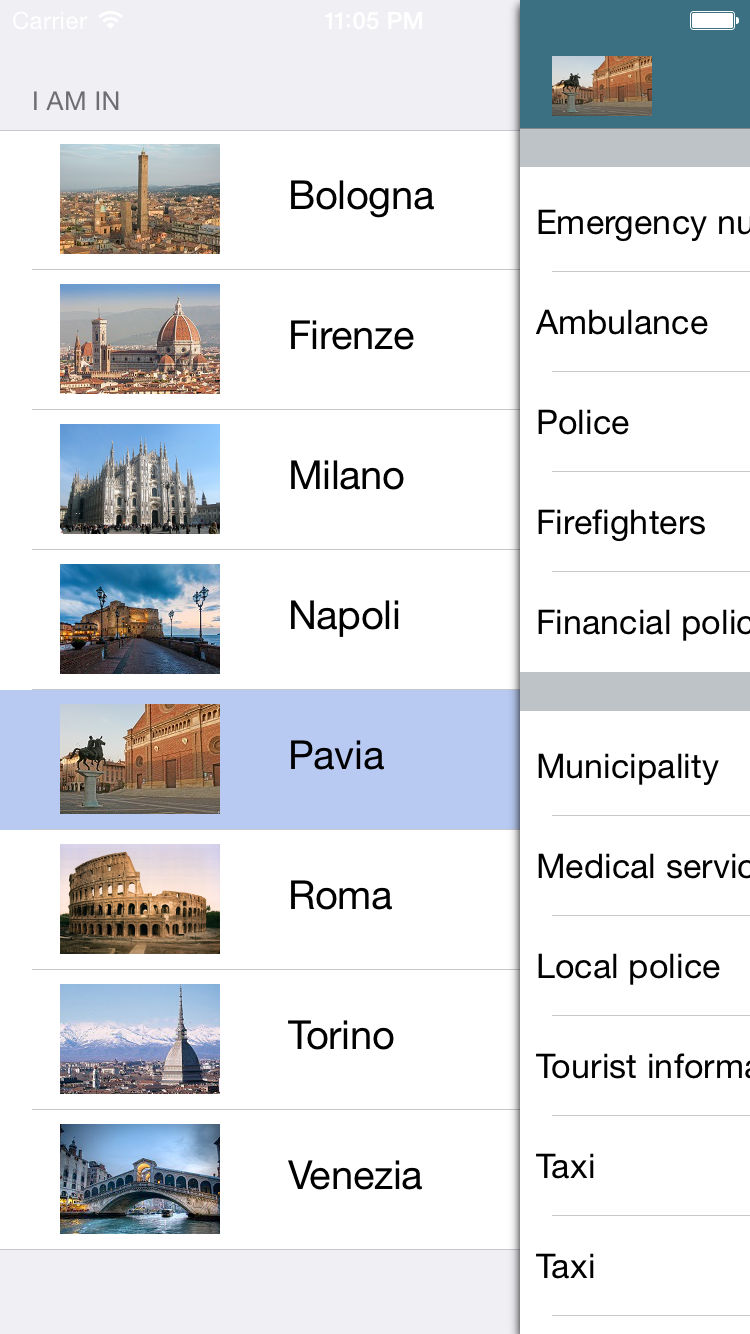 Carrier 11:05 PM
I AM IN
Bologna
Firenze
Milano
Napoli
Pavia
Roma
Torino
Venezia
Emergency nu
Ambulance
Police
Firefighters
Financial polic
Municipality
Medical servic
Local police
Tourist informa
Taxi
Taxi